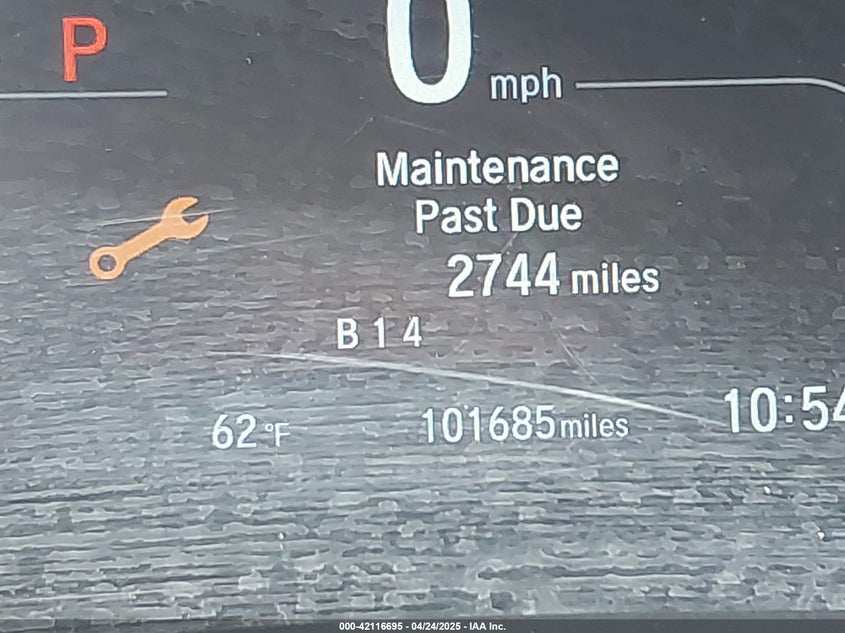 P
0 mph
Maintenance
Past Due
2744 miles
B 1 4
62 °F 101685 miles 10:54
000-42116695 - 04/24/2025 - IAA Inc.